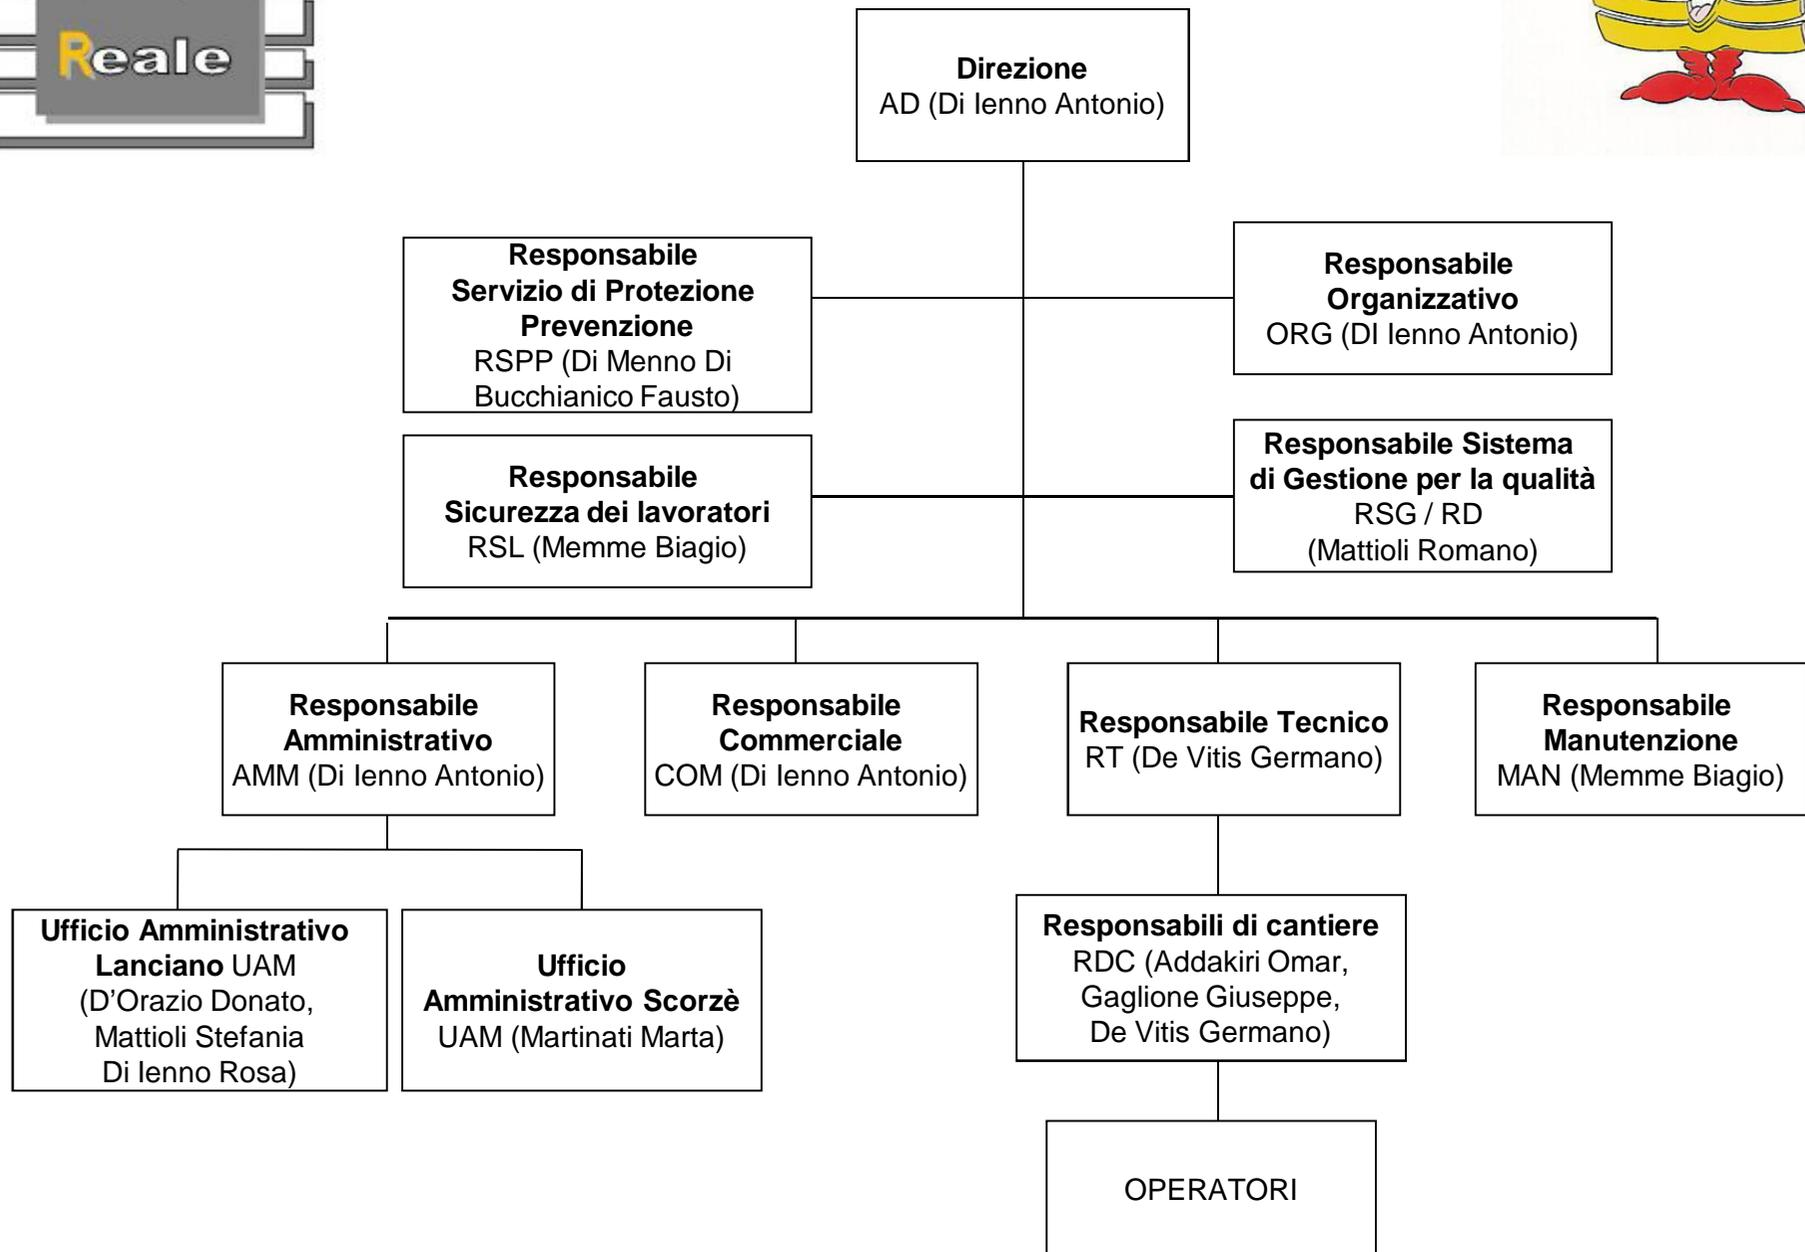 Reale
Direzione
AD (Di Ienno Antonio)
Responsabile
Servizio di Protezione
Prevenzione
RSPP (Di Menno Di
Bucchianico Fausto)
Responsabile
Organizzativo
ORG (DI Ienno Antonio)
Responsabile
Sicurezza dei lavoratori
RSL (Memme Biagio)
Responsabile Sistema
di Gestione per la qualità
RSG / RD
(Mattioli Romano)
Responsabile
Amministrativo
AMM (Di Ienno Antonio)
Responsabile
Commerciale
COM (Di Ienno Antonio)
Responsabile Tecnico
RT (De Vitis Germano)
Responsabile
Manutenzione
MAN (Memme Biagio)
Ufficio Amministrativo
Lanciano UAM
(D’Orazio Donato,
Mattioli Stefania
Di Ienno Rosa)
Ufficio
Amministrativo Scorzè
UAM (Martinati Marta)
Responsabili di cantiere
RDC (Addakiri Omar,
Gaglione Giuseppe,
De Vitis Germano)
OPERATORI